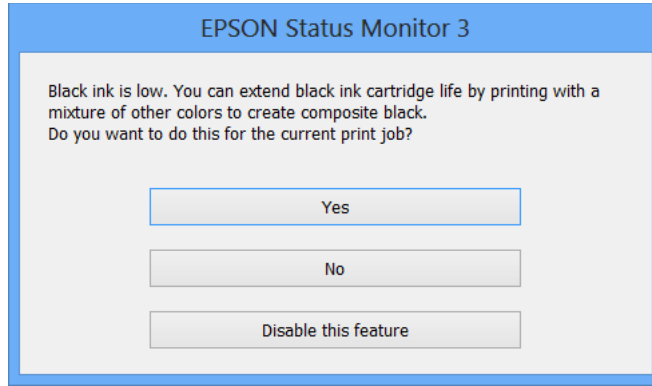 EPSON Status Monitor 3
Black ink is low. You can extend black ink cartridge life by printing with a
mixture of other colors to create composite black.
Do you want to do this for the current print job?
Yes
No
Disable this feature